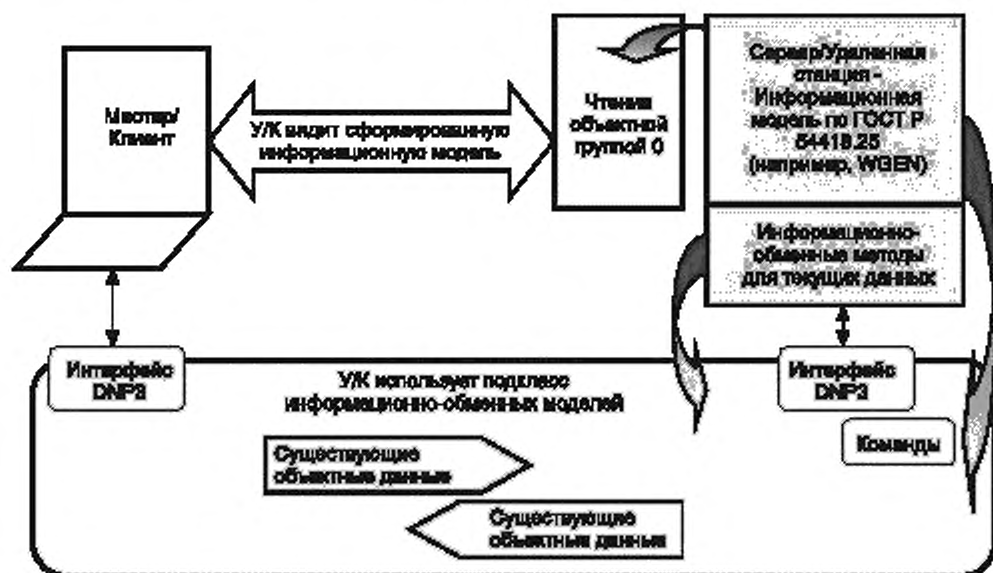 Мастер/
Клиент
У/К видит сформированную
информационную модель
Чтение
объектной
группой 0
Сервер/Удаленная
станция -
Информационная
модель по ГОСТ Р
54418.25
(например, WGEN)
Информационно-
обменные методы
для текущих данных
Интерфейс
DNP3
У/К использует подкласс
информационно-обменных моделей
Интерфейс
DNP3
Команды
Существующие
объектные данные
Существующие
объектные данные